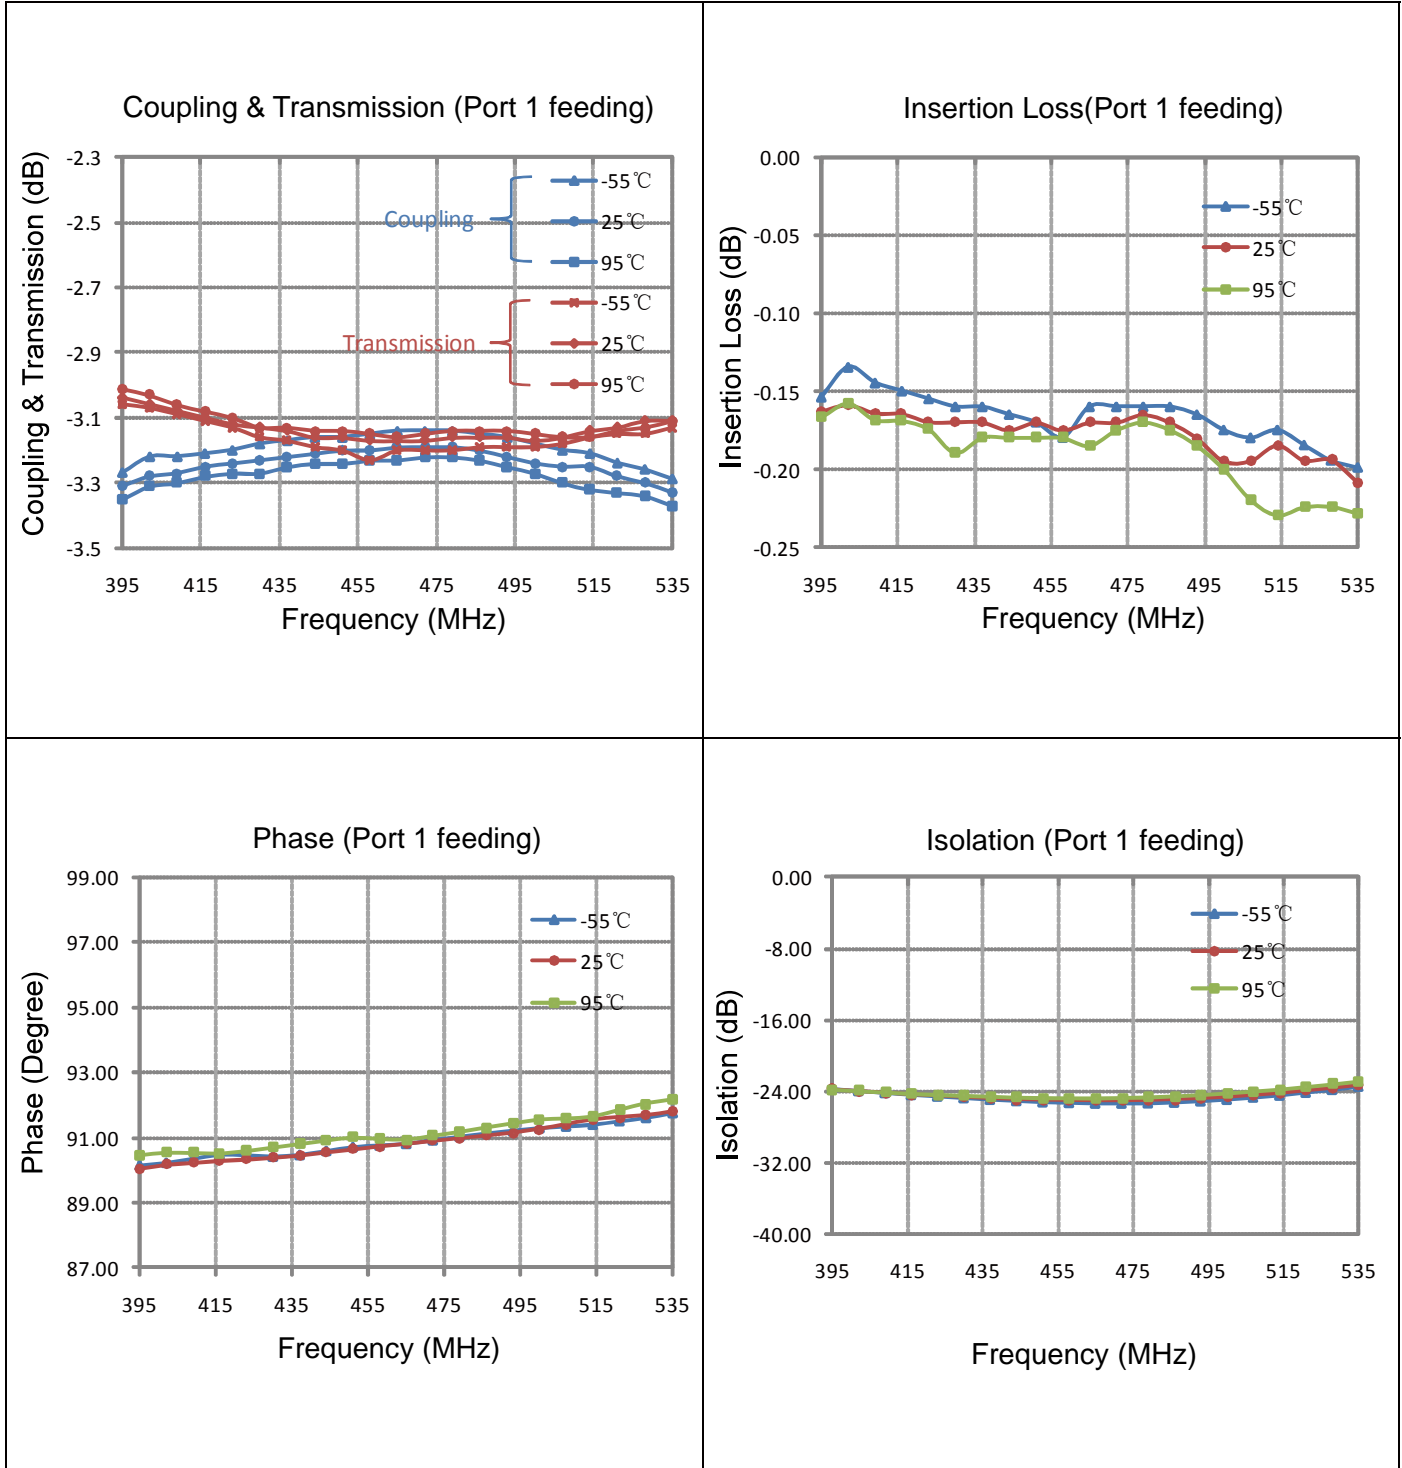 Coupling & Transmission (Port 1 feeding)
Coupling & Transmission (dB)
-2.3
-2.5
-2.7
-2.9
-3.1
-3.3
-3.5
Coupling
-55℃
25℃
95℃
Transmission
-55℃
25℃
95℃
395 415 435 455 475 495 515 535
Frequency (MHz)
Insertion Loss(Port 1 feeding)
Insertion Loss (dB)
0.00
-0.05
-0.10
-0.15
-0.20
-0.25
-55℃
25℃
95℃
395 415 435 455 475 495 515 535
Frequency (MHz)
Phase (Port 1 feeding)
Phase (Degree)
99.00
97.00
95.00
93.00
91.00
89.00
87.00
-55℃
25℃
95℃
395 415 435 455 475 495 515 535
Frequency (MHz)
Isolation (Port 1 feeding)
Isolation (dB)
0.00
-8.00
-16.00
-24.00
-32.00
-40.00
-55℃
25℃
95℃
395 415 435 455 475 495 515 535
Frequency (MHz)